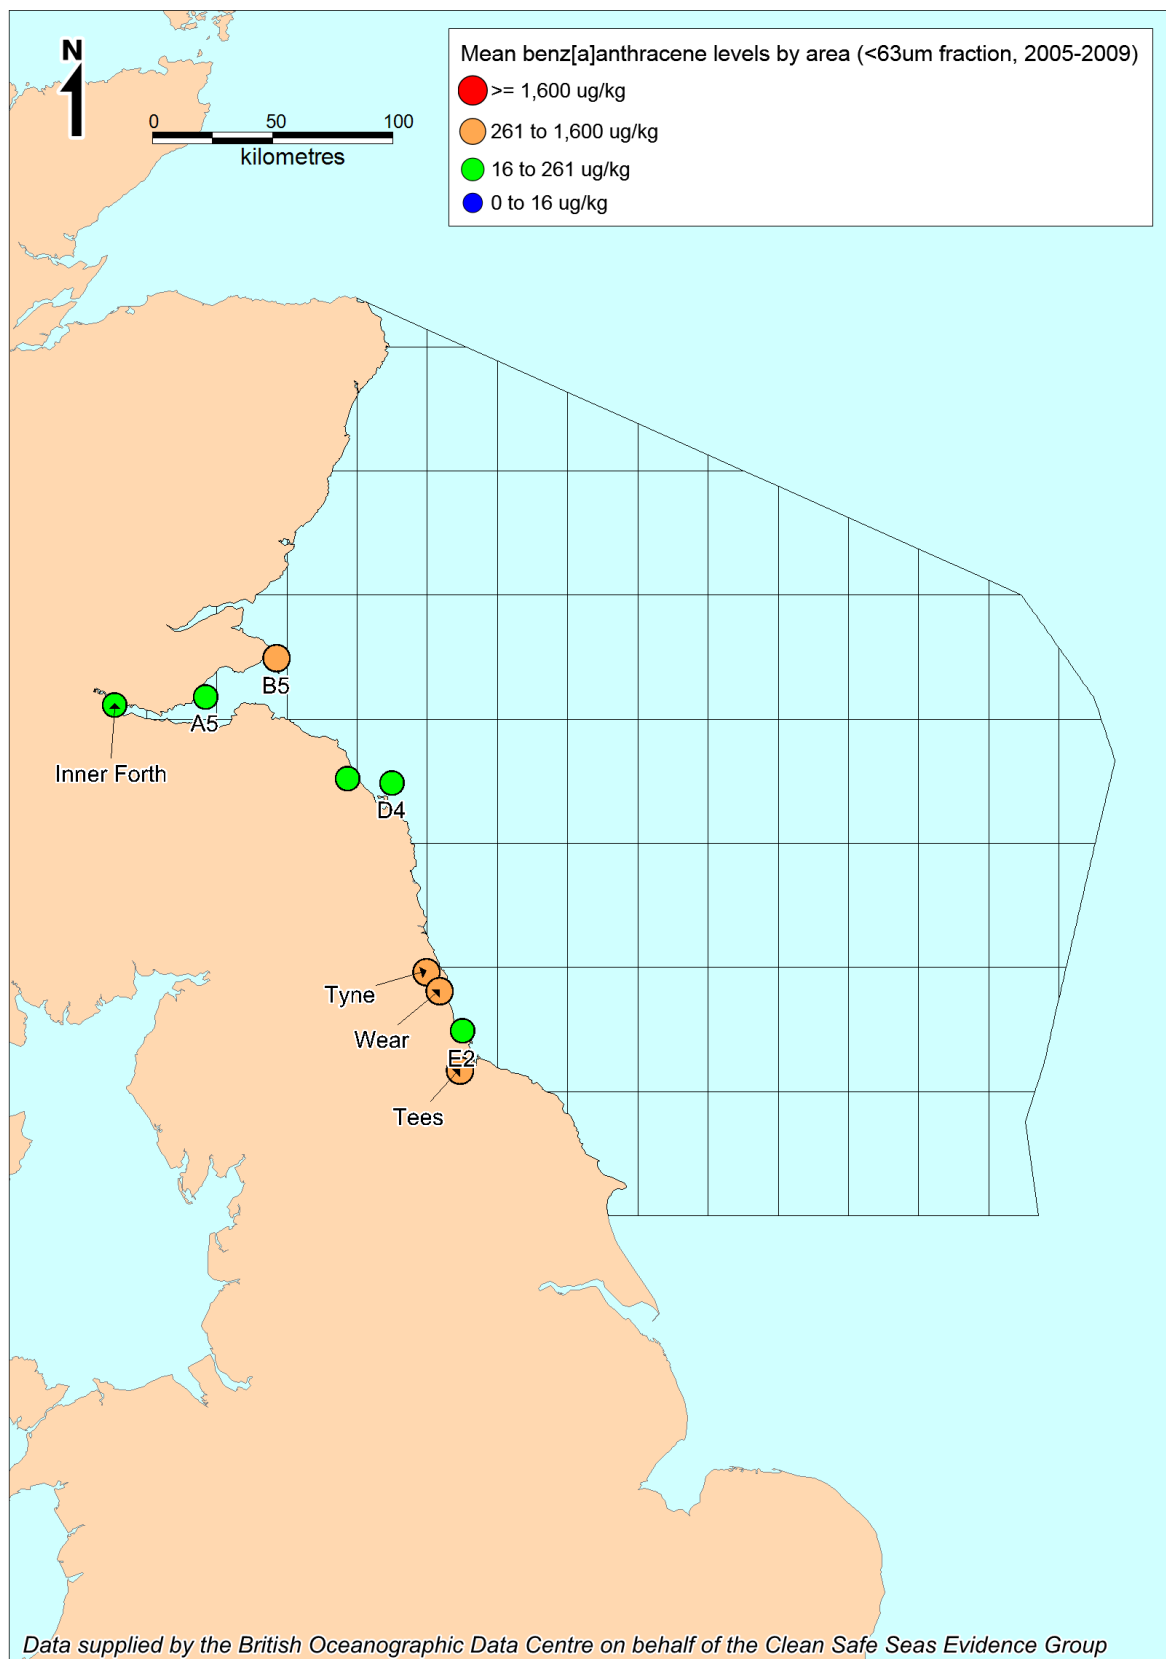 N
Mean benz[a]anthracene levels by area (<63um fraction, 2005-2009)
>= 1,600 ug/kg
261 to 1,600 ug/kg
16 to 261 ug/kg
0 to 16 ug/kg
0 50 100
kilometres
B5
A5
Inner Forth
D4
Tyne
Wear
E2
Tees
Data supplied by the British Oceanographic Data Centre on behalf of the Clean Safe Seas Evidence Group